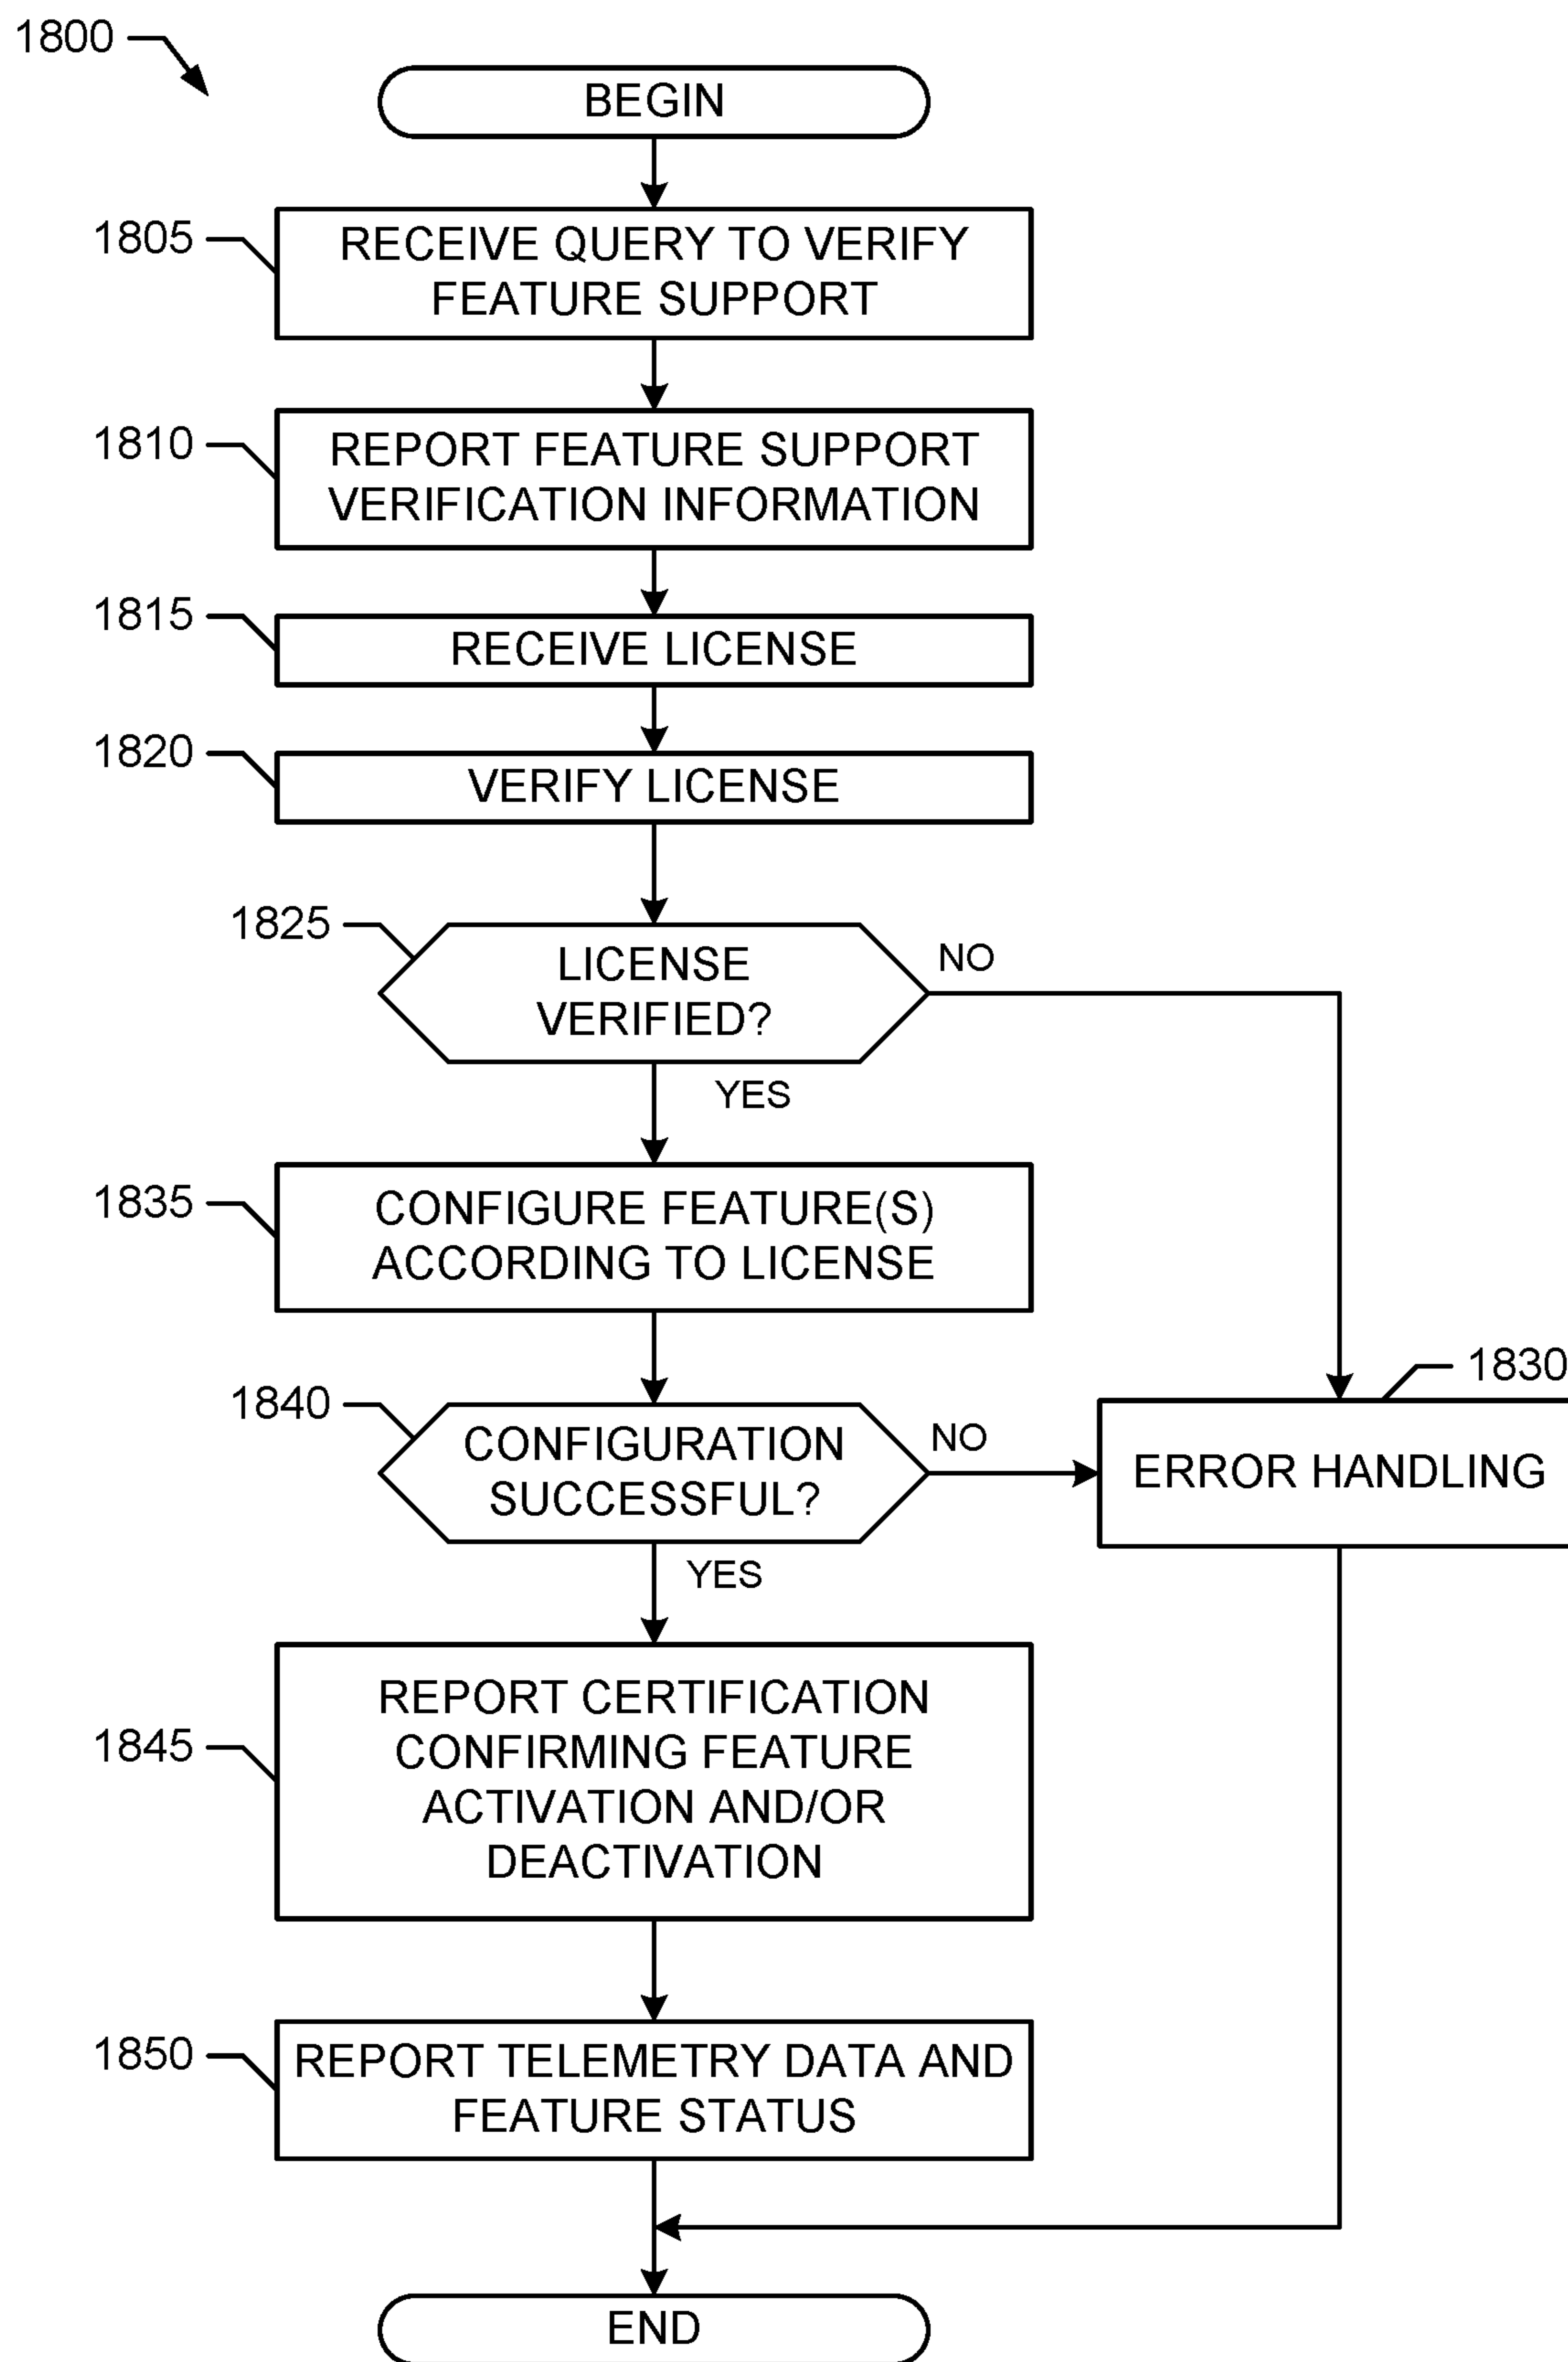 1800
BEGIN
1805
RECEIVE QUERY TO VERIFY
FEATURE SUPPORT
1810
REPORT FEATURE SUPPORT
VERIFICATION INFORMATION
1815
RECEIVE LICENSE
1820
VERIFY LICENSE
1825
LICENSE
VERIFIED?
NO
YES
1835
CONFIGURE FEATURE(S)
ACCORDING TO LICENSE
1830
1840
CONFIGURATION
SUCCESSFUL?
NO
ERROR HANDLING
YES
1845
REPORT CERTIFICATION
CONFIRMING FEATURE
ACTIVATION AND/OR
DEACTIVATION
1850
REPORT TELEMETRY DATA AND
FEATURE STATUS
END